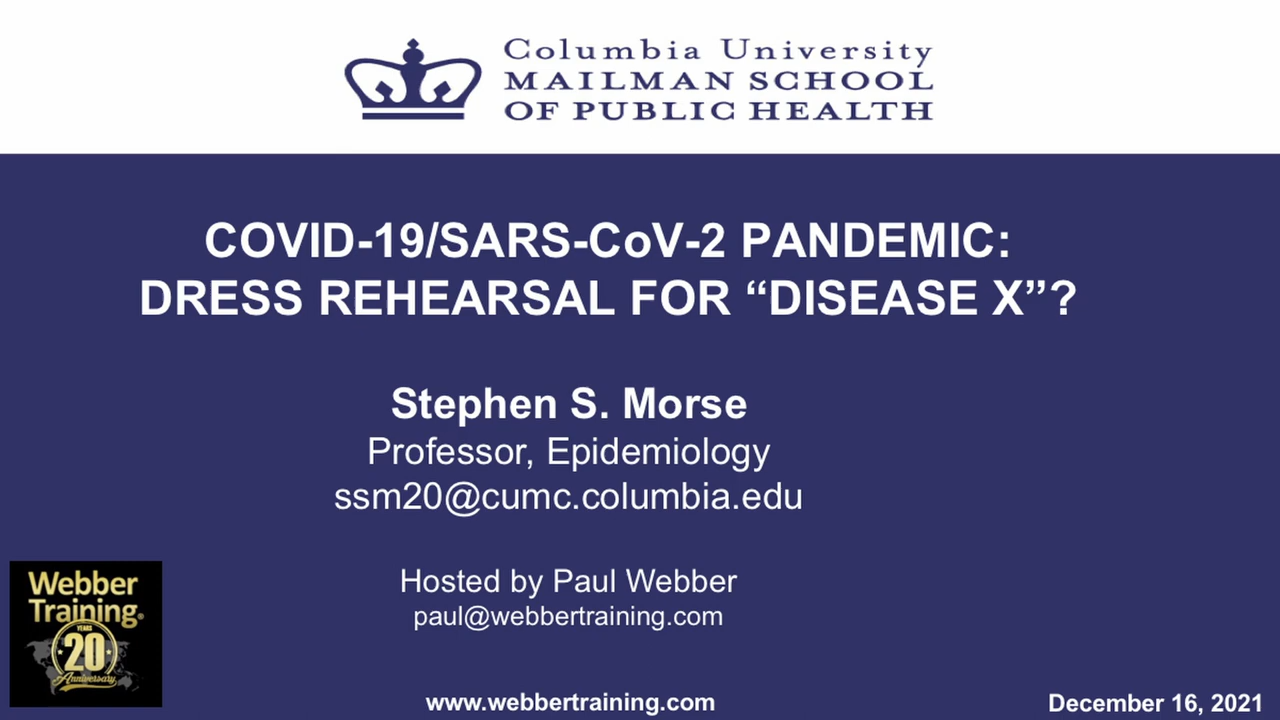 Columbia University
MAILMAN SCHOOL
OF PUBLIC HEALTH
COVID-19/SARS-CoV-2 PANDEMIC:
DRESS REHEARSAL FOR “DISEASE X”?
Stephen S. Morse
Professor, Epidemiology
ssm20@cumc.columbia.edu
Hosted by Paul Webber
paul@webbertraining.com
Webber
Training®
YEARS
20
Anniversary
www.webbertraining.com
December 16, 2021